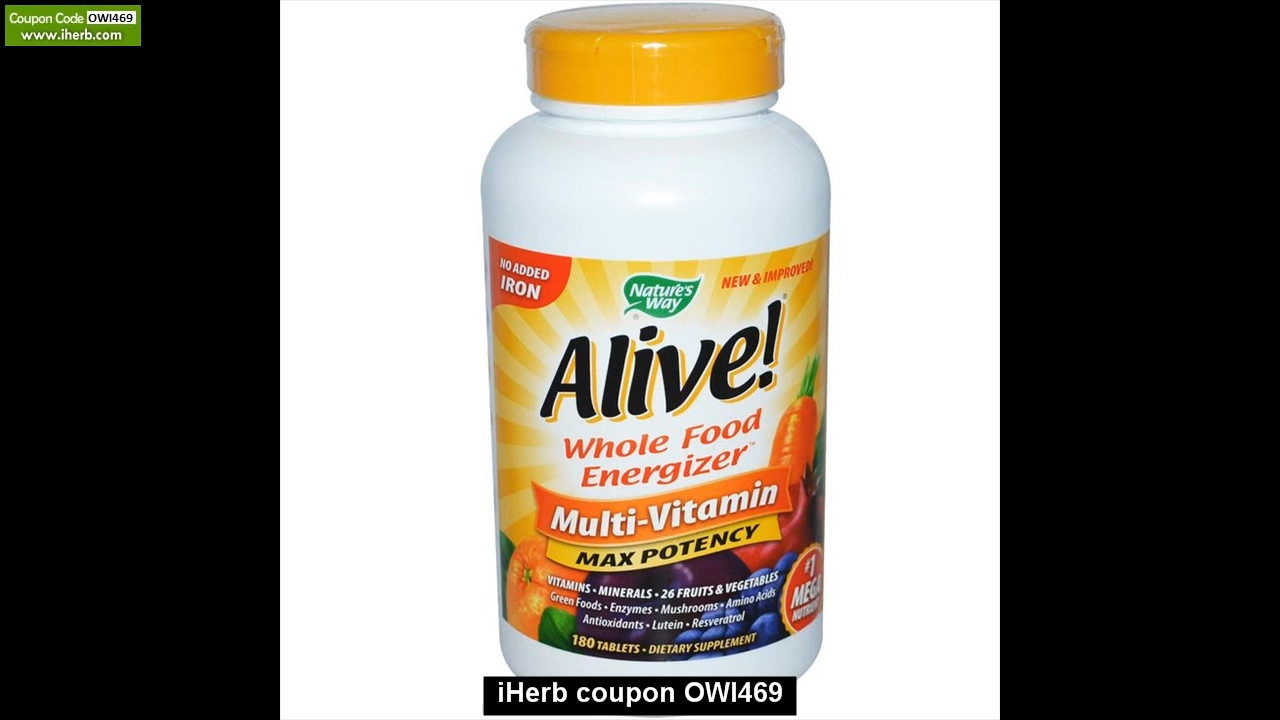 Coupon Code OWI469
www.iherb.com
NO ADDED
IRON
Nature's
Way
®
NEW & IMPROVED!
Alive!®
Whole Food
Energizer™
Multi-Vitamin
MAX POTENCY
VITAMINS • MINERALS • 26 FRUITS & VEGETABLES
Green Foods • Enzymes • Mushrooms • Amino Acids
Antioxidants • Lutein • Resveratrol
180 TABLETS • DIETARY SUPPLEMENT
#1
MEGA
iHerb coupon OWI469